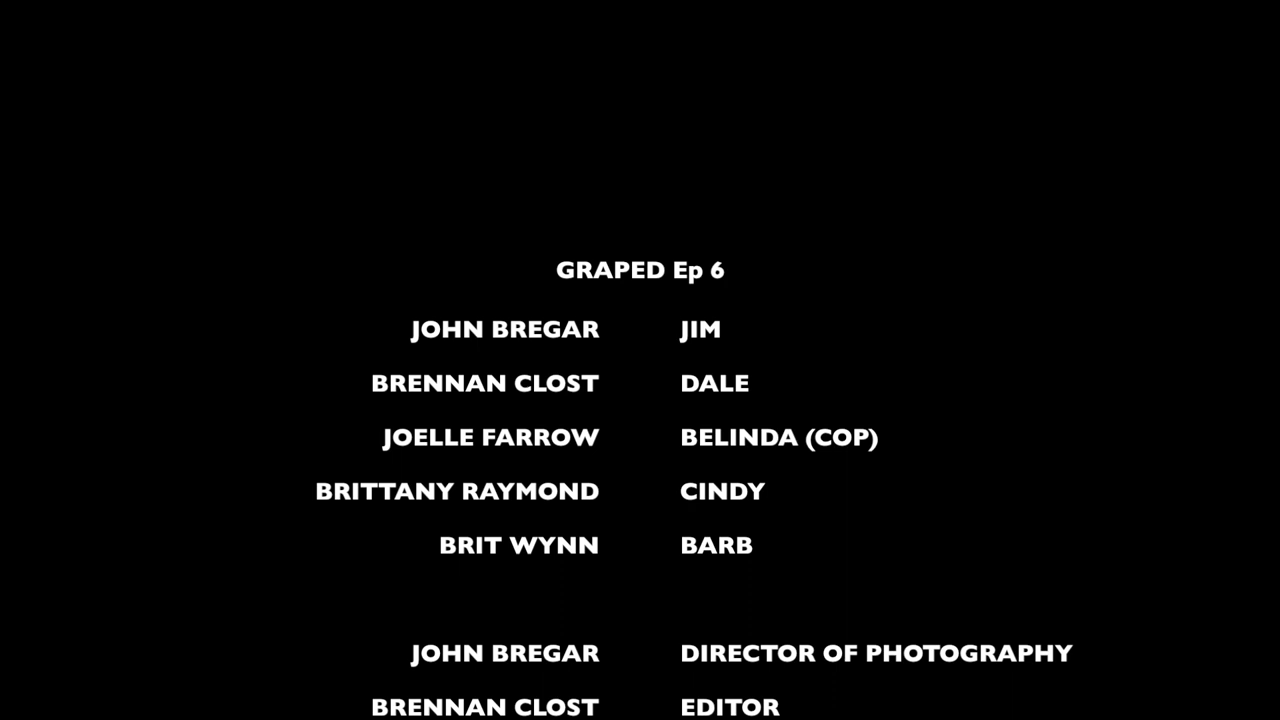 GRAPED Ep 6
JOHN BREGAR JIM
BRENNAN CLOST DALE
JOELLE FARROW BELINDA (COP)
BRITTANY RAYMOND CINDY
BRIT WYNN BARB
JOHN BREGAR DIRECTOR OF PHOTOGRAPHY
BRENNAN CLOST EDITOR